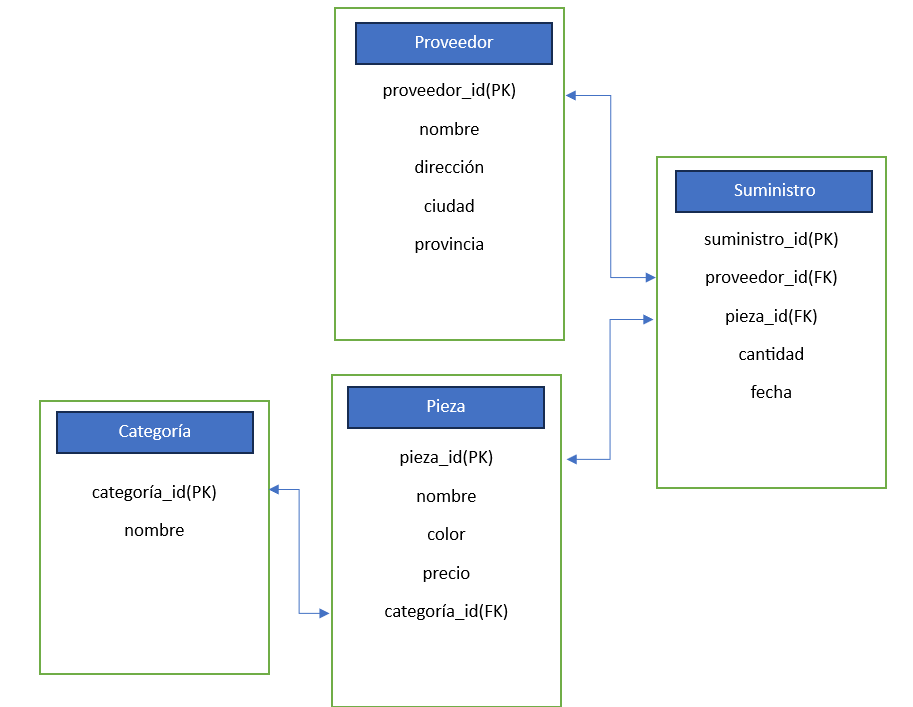 Proveedor
proveedor_id(PK)
nombre
dirección
ciudad
provincia
Suministro
suministro_id(PK)
proveedor_id(FK)
pieza_id(FK)
cantidad
fecha
Categoría
categoría_id(PK)
nombre
Pieza
pieza_id(PK)
nombre
color
precio
categoría_id(FK)